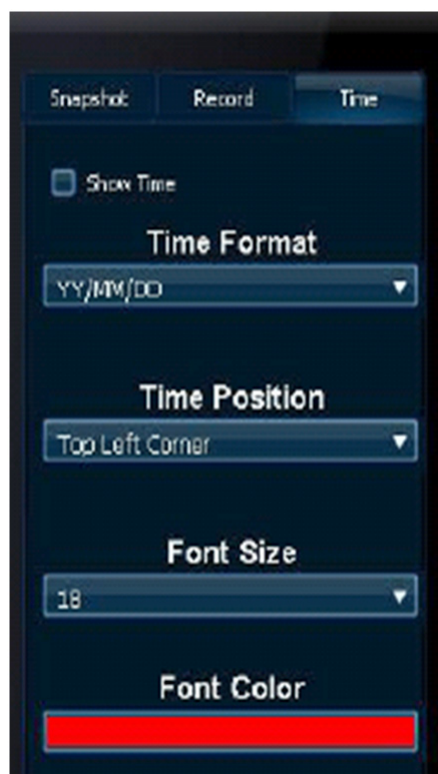 Snapshot Record Time
Show Time
Time Format
YY/MM/DD
Time Position
Top Left Corner
Font Size
18
Font Color